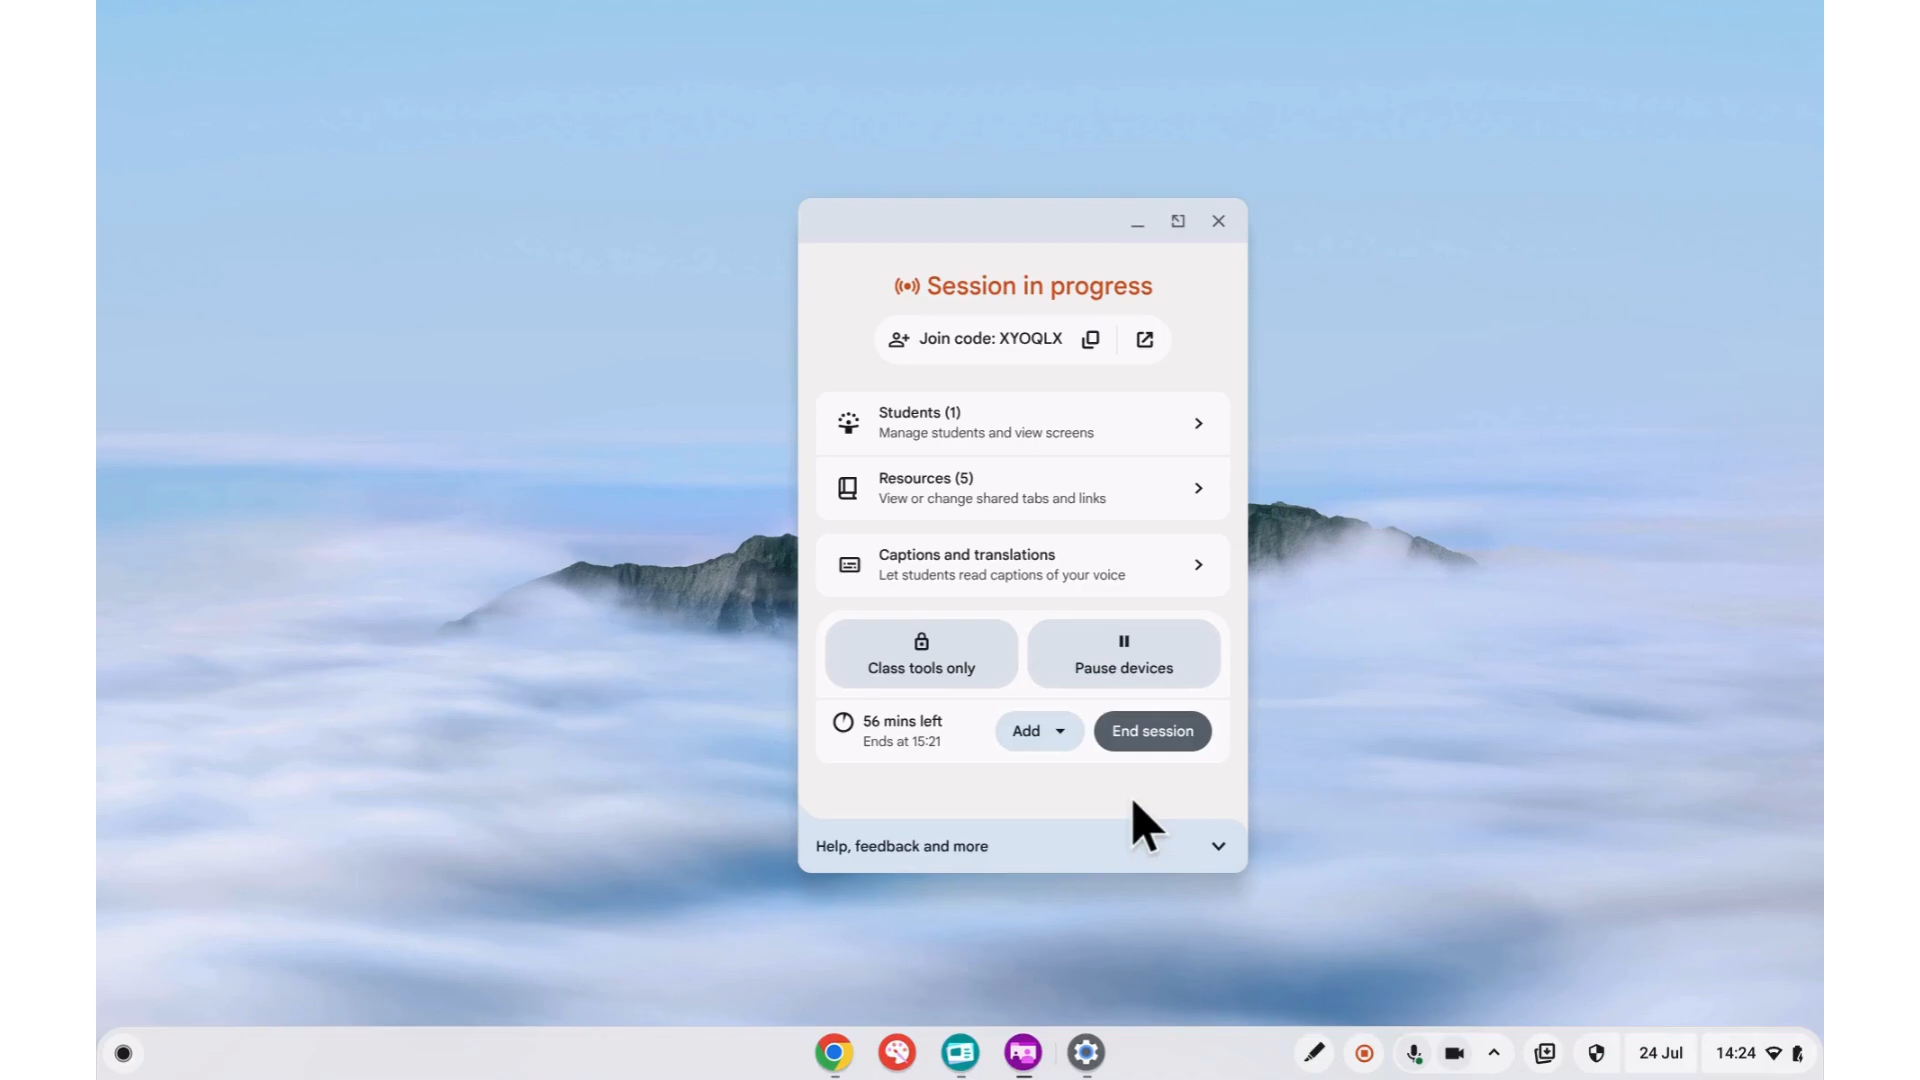 Session in progress
Join code: XYOQLX
Students (1)
Manage students and view screens
Resources (5)
View or change shared tabs and links
Captions and translations
Let students read captions of your voice
Class tools only
Pause devices
56 mins left
Ends at 15:21
Add
End session
Help, feedback and more
24 Jul
14:24